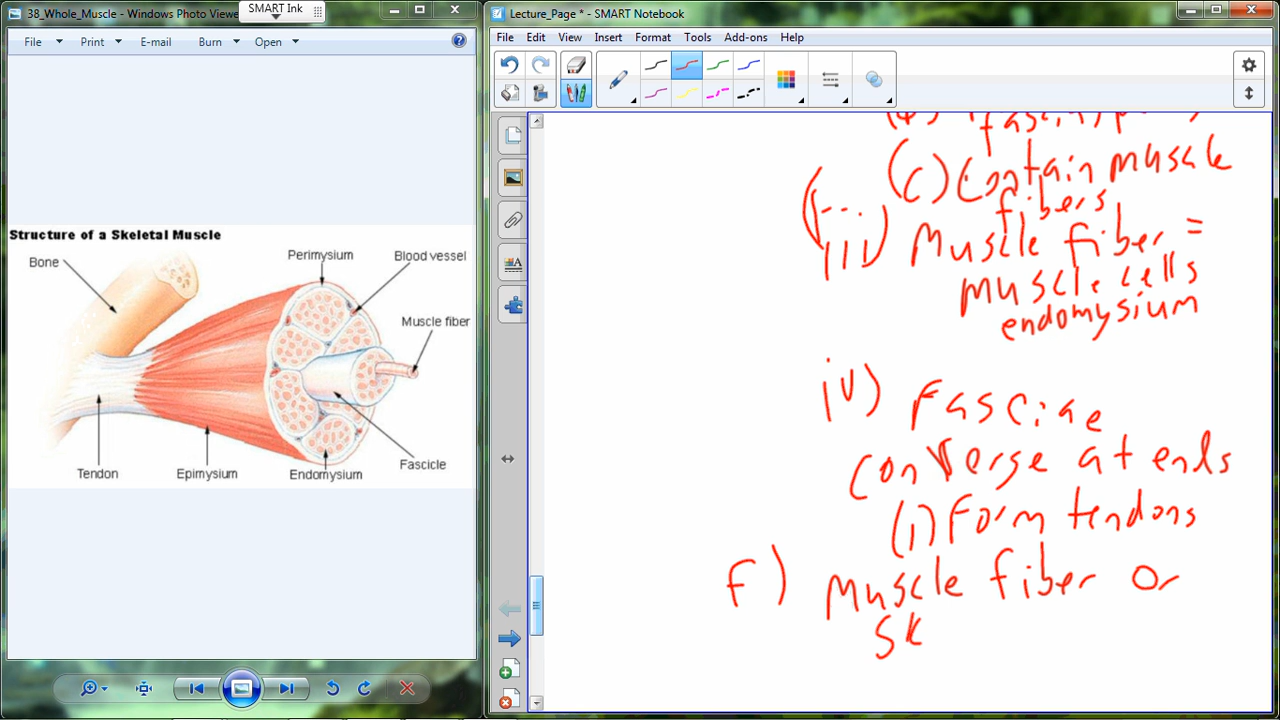 38_Whole_Muscle - Windows Photo Viewer
SMART Ink
File Print E-mail Burn Open
Structure of a Skeletal Muscle
Bone
Perimysium
Blood vessel
Muscle fiber
Tendon
Epimysium
Endomysium
Fascicle
Lecture_Page * - SMART Notebook
File Edit View Insert Format Tools Add-ons Help
(C) Contain muscle
fibers
iii) Muscle fiber =
muscle cells
endomysium
iv) Fasciae
converge at ends
(1) Form tendons
F) Muscle fiber or
SK